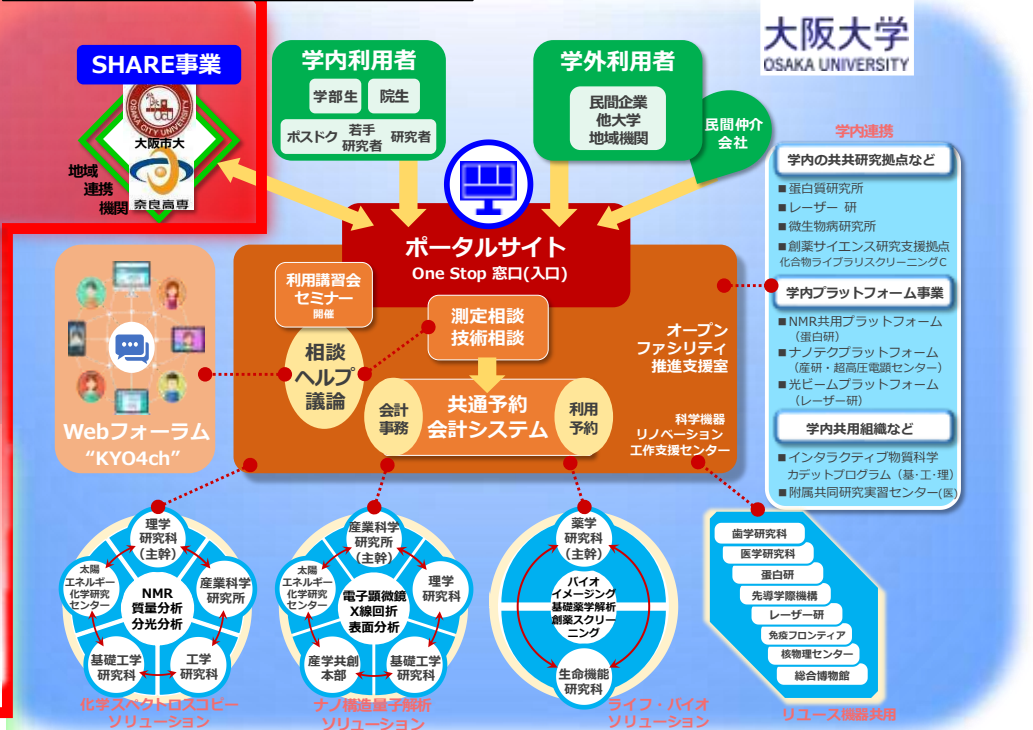 SHARE事業
OSAKA CITY UNIVERSITY
大阪市大
地域
連携
機関
奈良高専
学内利用者
学部生
院生
ポスドク
若手
研究者
研究者
学外利用者
民間企業
他大学
地域機関
民間仲介
会社
大阪大学
OSAKA UNIVERSITY
ポータルサイト
One Stop 窓口(入口)
利用講習会
セミナー
開催
測定相談
技術相談
相談
ヘルプ
議論
会計
事務
共通予約
会計システム
利用
予約
オープン
ファシリティ
推進支援室
科学機器
リノベーション
工作支援センター
Webフォーラム
“KYO4ch”
学内連携
学内の共共研究拠点など
■蛋白質研究所
■レーザー 研
■微生物病研究所
■創薬サイエンス研究支援拠点
化合物ライブラリスクリーニングC
学内プラットフォーム事業
■NMR共用プラットフォーム
（蛋白研）
■ナノテクプラットフォーム
（産研・超高圧電顕センター）
■光ビームプラットフォーム
（レーザー研）
学内共用組織など
■インタラクティブ物質科学
カデットプログラム（基･工･理）
■附属共同研究実習センター(医)
理学
研究科
（主幹）
太陽
エネルギー
化学研究
センター
産業科学
研究所
NMR
質量分析
分光分析
基礎工学
研究科
工学
研究科
化学スペクトロスコピー
ソリューション
産業科学
研究所
（主幹）
太陽
エネルギー
化学研究
センター
理学
研究科
電子顕微鏡
X線回折
表面分析
産学共創
本部
基礎工学
研究科
ナノ構造量子解析
ソリューション
薬学
研究科
（主幹）
バイオ
イメージング
基礎薬学解析
創薬スクリー
ニング
生命機能
研究科
ライフ・バイオ
ソリューション
歯学研究科
医学研究科
蛋白研
先導学際機構
レーザー研
免疫フロンティア
核物理センター
総合博物館
リユース機器共用